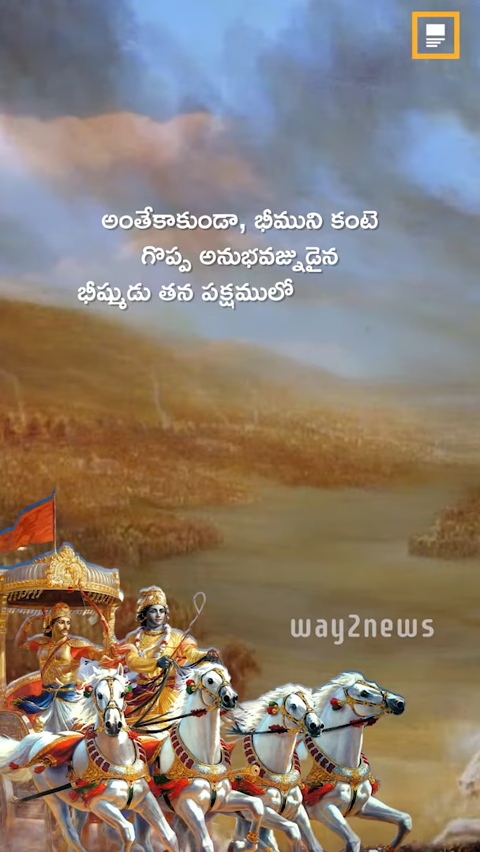 అంతేకాకుండా, భీముని కంటె
గొప్ప అనుభవజ్నుడైన
భీష్ముడు తన పక్షములో
way2news